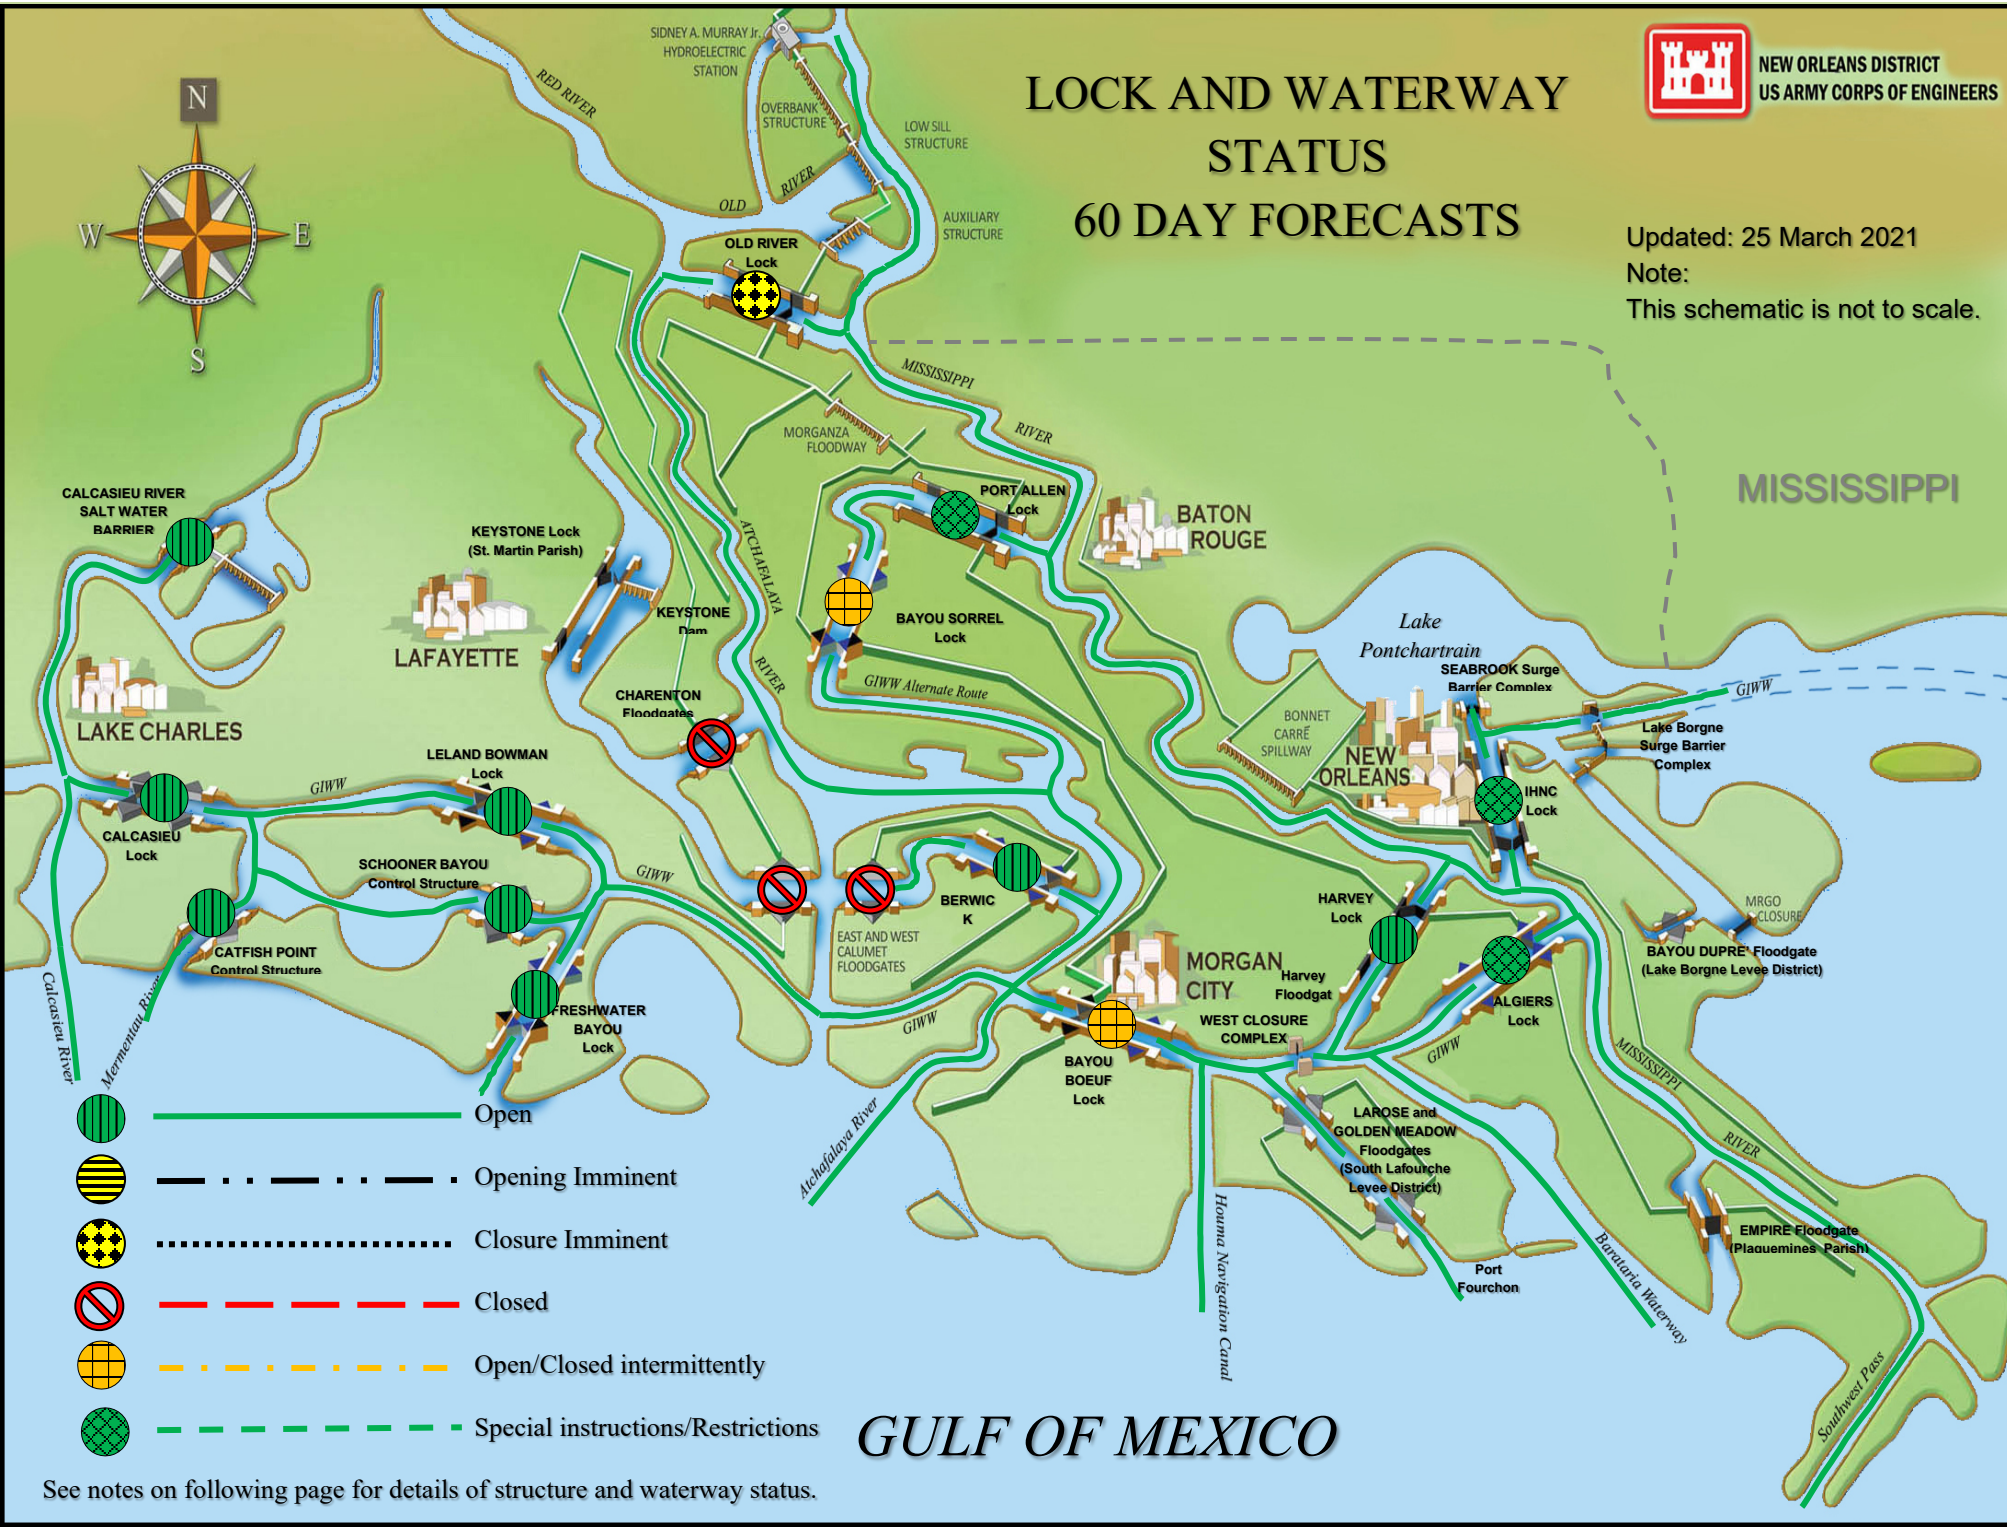 SIDNEY A. MURRAY Jr.
HYDROELECTRIC
STATION
RED RIVER
OVERBANK
STRUCTURE
LOW SILL
STRUCTURE
OLD
RIVER
AUXILIARY
STRUCTURE
LOCK AND WATERWAY
STATUS
60 DAY FORECASTS
NEW ORLEANS DISTRICT
US ARMY CORPS OF ENGINEERS
Updated: 25 March 2021
Note:
This schematic is not to scale.
N
W
E
S
OLD RIVER
Lock
MISSISSIPPI
RIVER
MORGANZA
FLOODWAY
MISSISSIPPI
CALCASIEU RIVER
SALT WATER
BARRIER
KEYSTONE Lock
(St. Martin Parish)
PORT ALLEN
Lock
BATON
ROUGE
ATCHAFALAYA
RIVER
KEYSTONE
Dam
LAFAYETTE
BAYOU SORREL
Lock
Lake
Pontchartrain
SEABROOK Surge
Barrier Complex
GIWW
CHARENTON
Floodgates
GIWW Alternate Route
LAKE CHARLES
BONNET
CARRÉ
SPILLWAY
NEW
ORLEANS
Lake Borgne
Surge Barrier
Complex
LELAND BOWMAN
Lock
GIWW
IHNC
Lock
CALCASIEU
Lock
SCHOONER BAYOU
Control Structure
GIWW
BERWIC
K
HARVEY
Lock
MRGO
CLOSURE
EAST AND WEST
CALUMET
FLOODGATES
CATFISH POINT
Control Structure
BAYOU DUPRE' Floodgate
(Lake Borgne Levee District)
MORGAN
CITY
Harvey
Floodgat
ALGIERS
Lock
Calcasieu River
Mermentau River
FRESHWATER
BAYOU
Lock
GIWW
WEST CLOSURE
COMPLEX
GIWW
MISSISSIPPI
RIVER
BAYOU
BOEUF
Lock
Atchafalaya River
LAROSE and
GOLDEN MEADOW
Floodgates
(South Lafourche
Levee District)
EMPIRE Floodgate
(Plaquemines Parish)
Houma Navigation Canal
Port
Fourchon
Barataria Waterway
Southwest Pass
Open
Opening Imminent
Closure Imminent
Closed
Open/Closed intermittently
Special instructions/Restrictions
GULF OF MEXICO
See notes on following page for details of structure and waterway status.